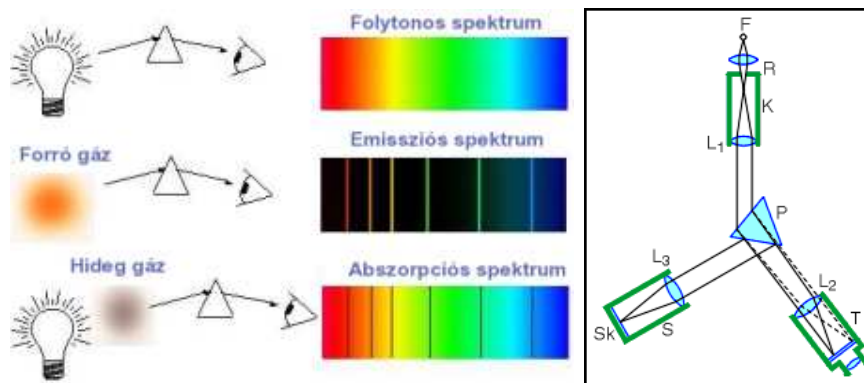 Folytonos spektrum
Forró gáz
Emissziós spektrum
Hideg gáz
Abszorpciós spektrum
F
R
K
L1
P
L3
L2
Sk
S
T